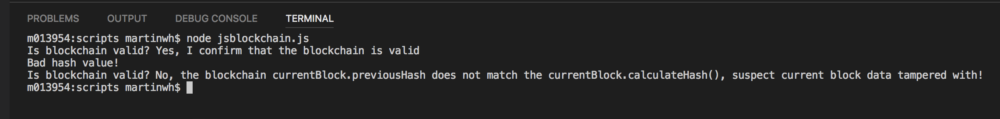 PROBLEMS OUTPUT DEBUG CONSOLE TERMINAL
m013954:scripts martinwh$ node jsblockchain.js
Is blockchain valid? Yes, I confirm that the blockchain is valid
Bad hash value!
Is blockchain valid? No, the blockchain currentBlock.previousHash does not match the currentBlock.calculateHash(), suspect current block data tampered with!
m013954:scripts martinwh$